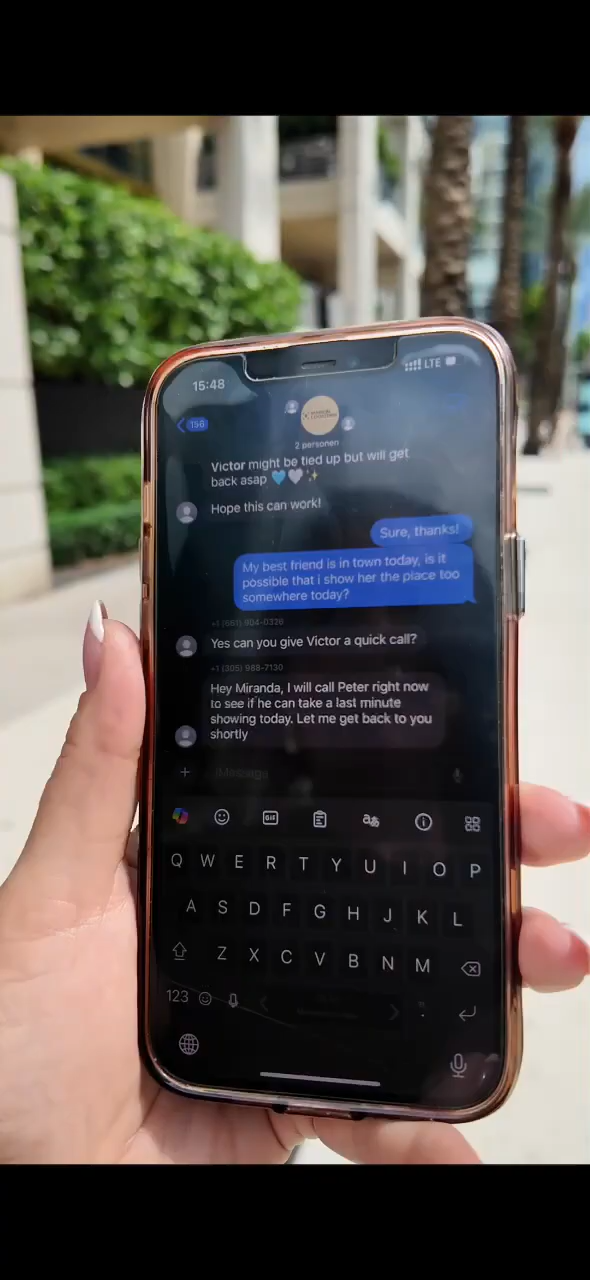 15:48
LTE
156
2 personen
Victor might be tied up but will get
back asap 🩵🤍✨
Hope this can work!
Sure, thanks!
My best friend is in town today, is it
possible that i show her the place too
somewhere today?
Yes can you give Victor a quick call?
+1 (305) 988-7130
Hey Miranda, I will call Peter right now
to see if he can take a last minute
showing today. Let me get back to you
shortly
iMessage
GIF
Q W E R T Y U I O P
A S D F G H J K L
Z X C V B N M
123